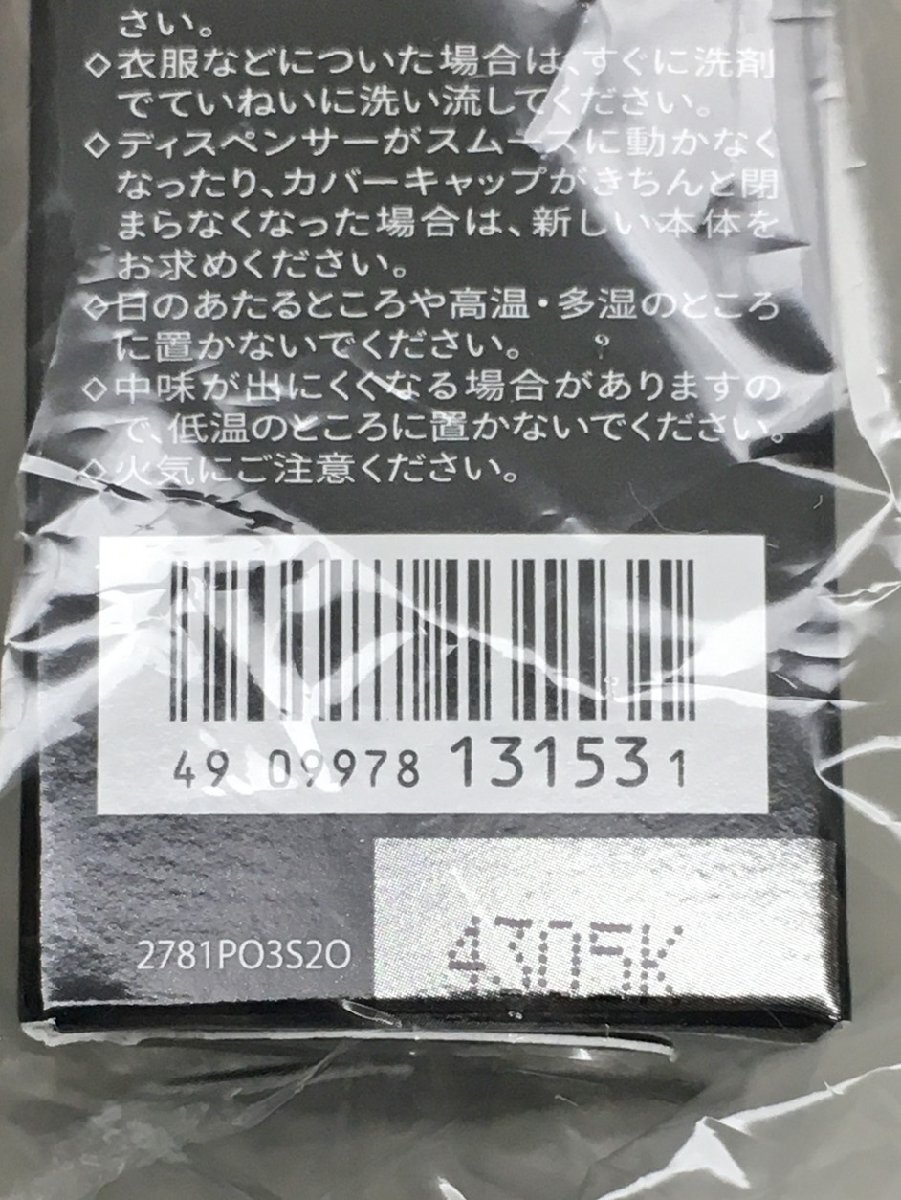 さい。
◇衣服などについた場合は、すぐに洗剤
でていねいに洗い流してください。
◇ディスペンサーがスムーズに動かなく
なったり、カバーキャップがきちんと閉
まらなくなった場合は、新しい本体を
お求めください。
◇日のあたるところや高温・多湿のところ
に置かないでください。
◇中味が出にくくなる場合がありますの
で、低温のところに置かないでください。
◇火気にご注意ください。
49 09978 131531
2781PO3S2O
4305K